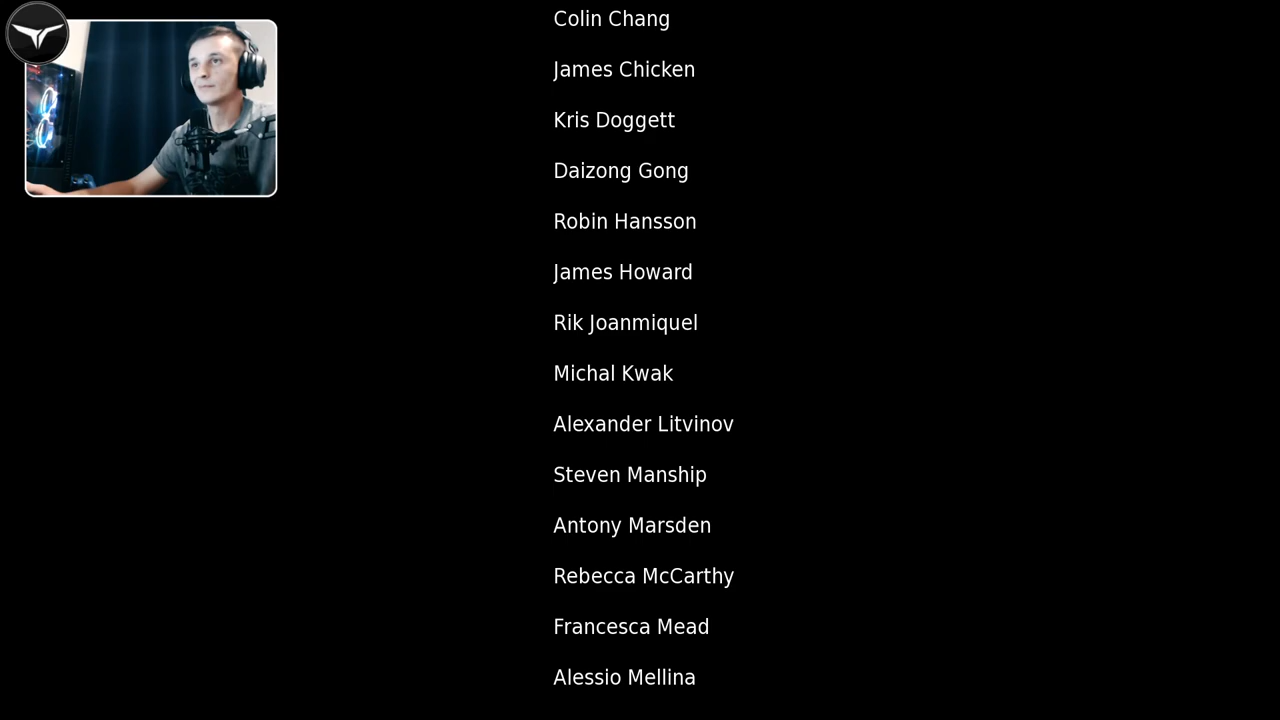 Colin Chang
James Chicken
Kris Doggett
Daizong Gong
Robin Hansson
James Howard
Rik Joanmiquel
Michal Kwak
Alexander Litvinov
Steven Manship
Antony Marsden
Rebecca McCarthy
Francesca Mead
Alessio Mellina